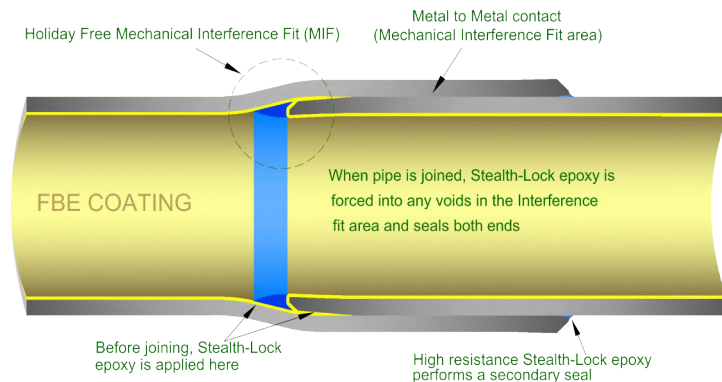 Holiday Free Mechanical Interference Fit (MIF)
Metal to Metal contact
(Mechanical Interference Fit area)
FBE COATING
When pipe is joined, Stealth-Lock epoxy is
forced into any voids in the Interference
fit area and seals both ends
Before joining, Stealth-Lock
epoxy is applied here
High resistance Stealth-Lock epoxy
performs a secondary seal